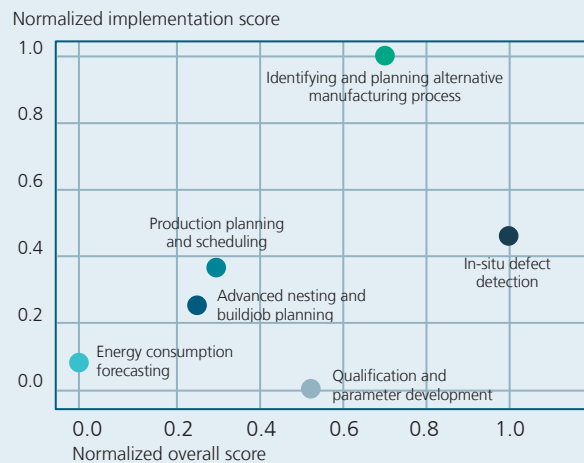 Normalized implementation score
1.0
Identifying and planning alternative
manufacturing process
0.8
0.6
Production planning
and scheduling
0.4
In-situ defect
detection
Advanced nesting and
buildjob planning
0.2
Energy consumption
forecasting
Qualification and
parameter development
0.0
0.0 0.2 0.4 0.6 0.8 1.0
Normalized overall score